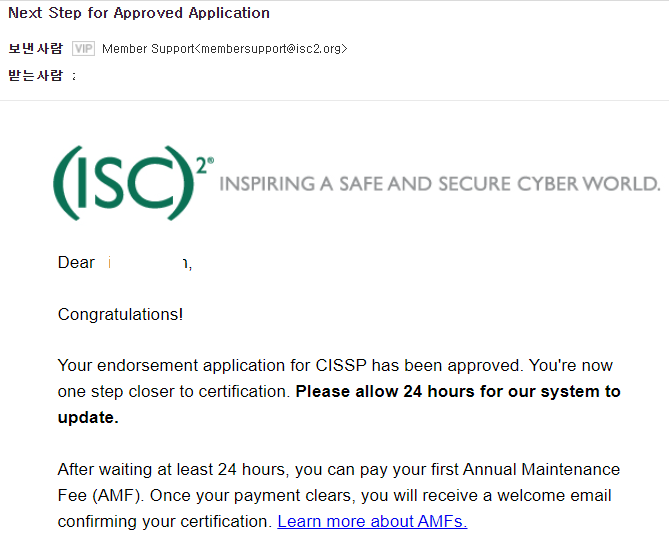 Next Step for Approved Application
보낸사람 VIP Member Support<membersupport@isc2.org>
받는사람 :
(ISC)2® INSPIRING A SAFE AND SECURE CYBER WORLD.
Dear ,
Congratulations!
Your endorsement application for CISSP has been approved. You're now
one step closer to certification. Please allow 24 hours for our system to
update.
After waiting at least 24 hours, you can pay your first Annual Maintenance
Fee (AMF). Once your payment clears, you will receive a welcome email
confirming your certification. Learn more about AMFs.